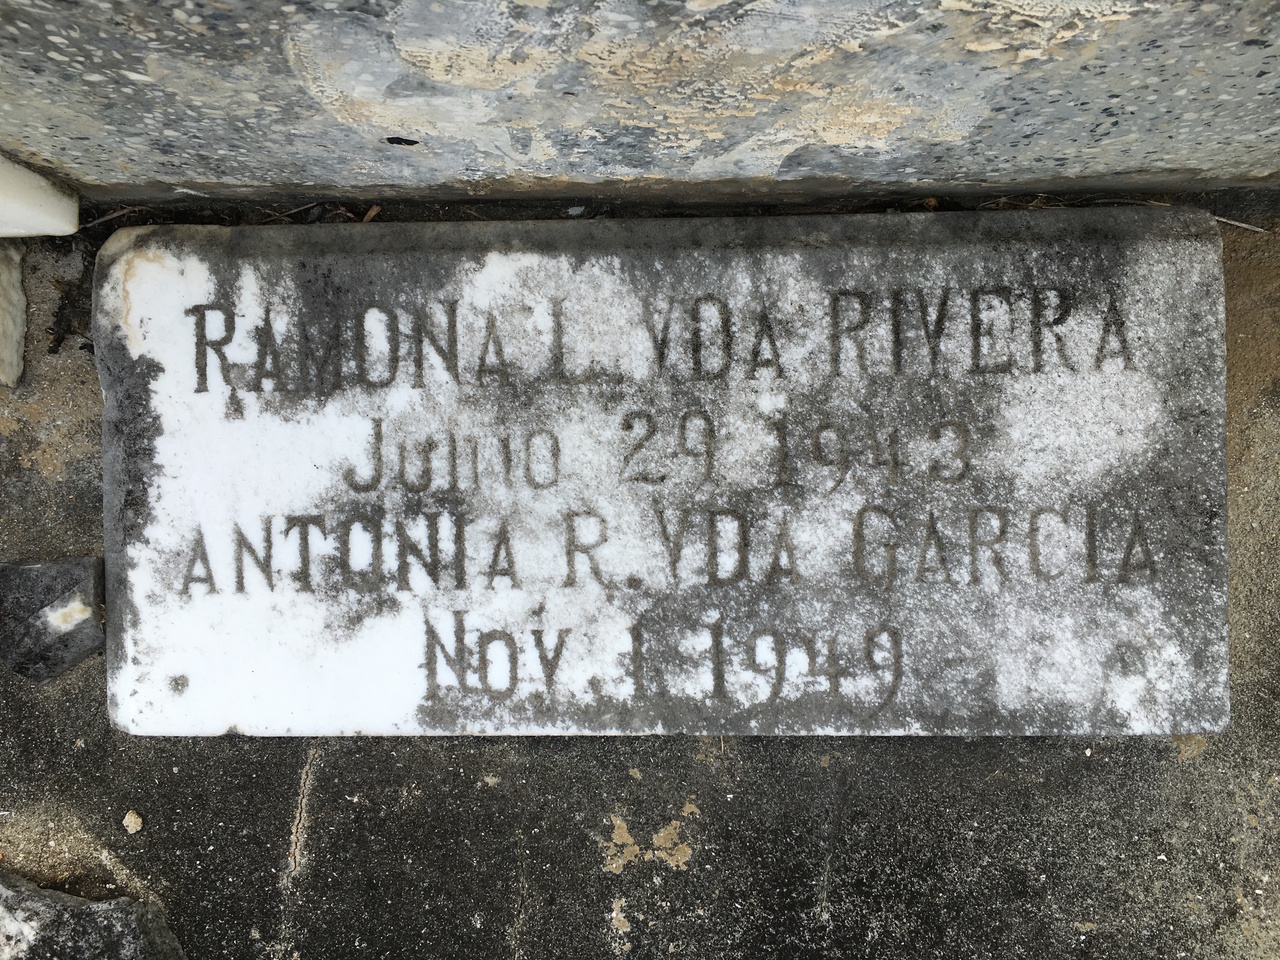 RAMONA L. VDA RIVERA
Junio 29 1943
ANTONIA R. VDA GARCIA
Nov. 1 1949